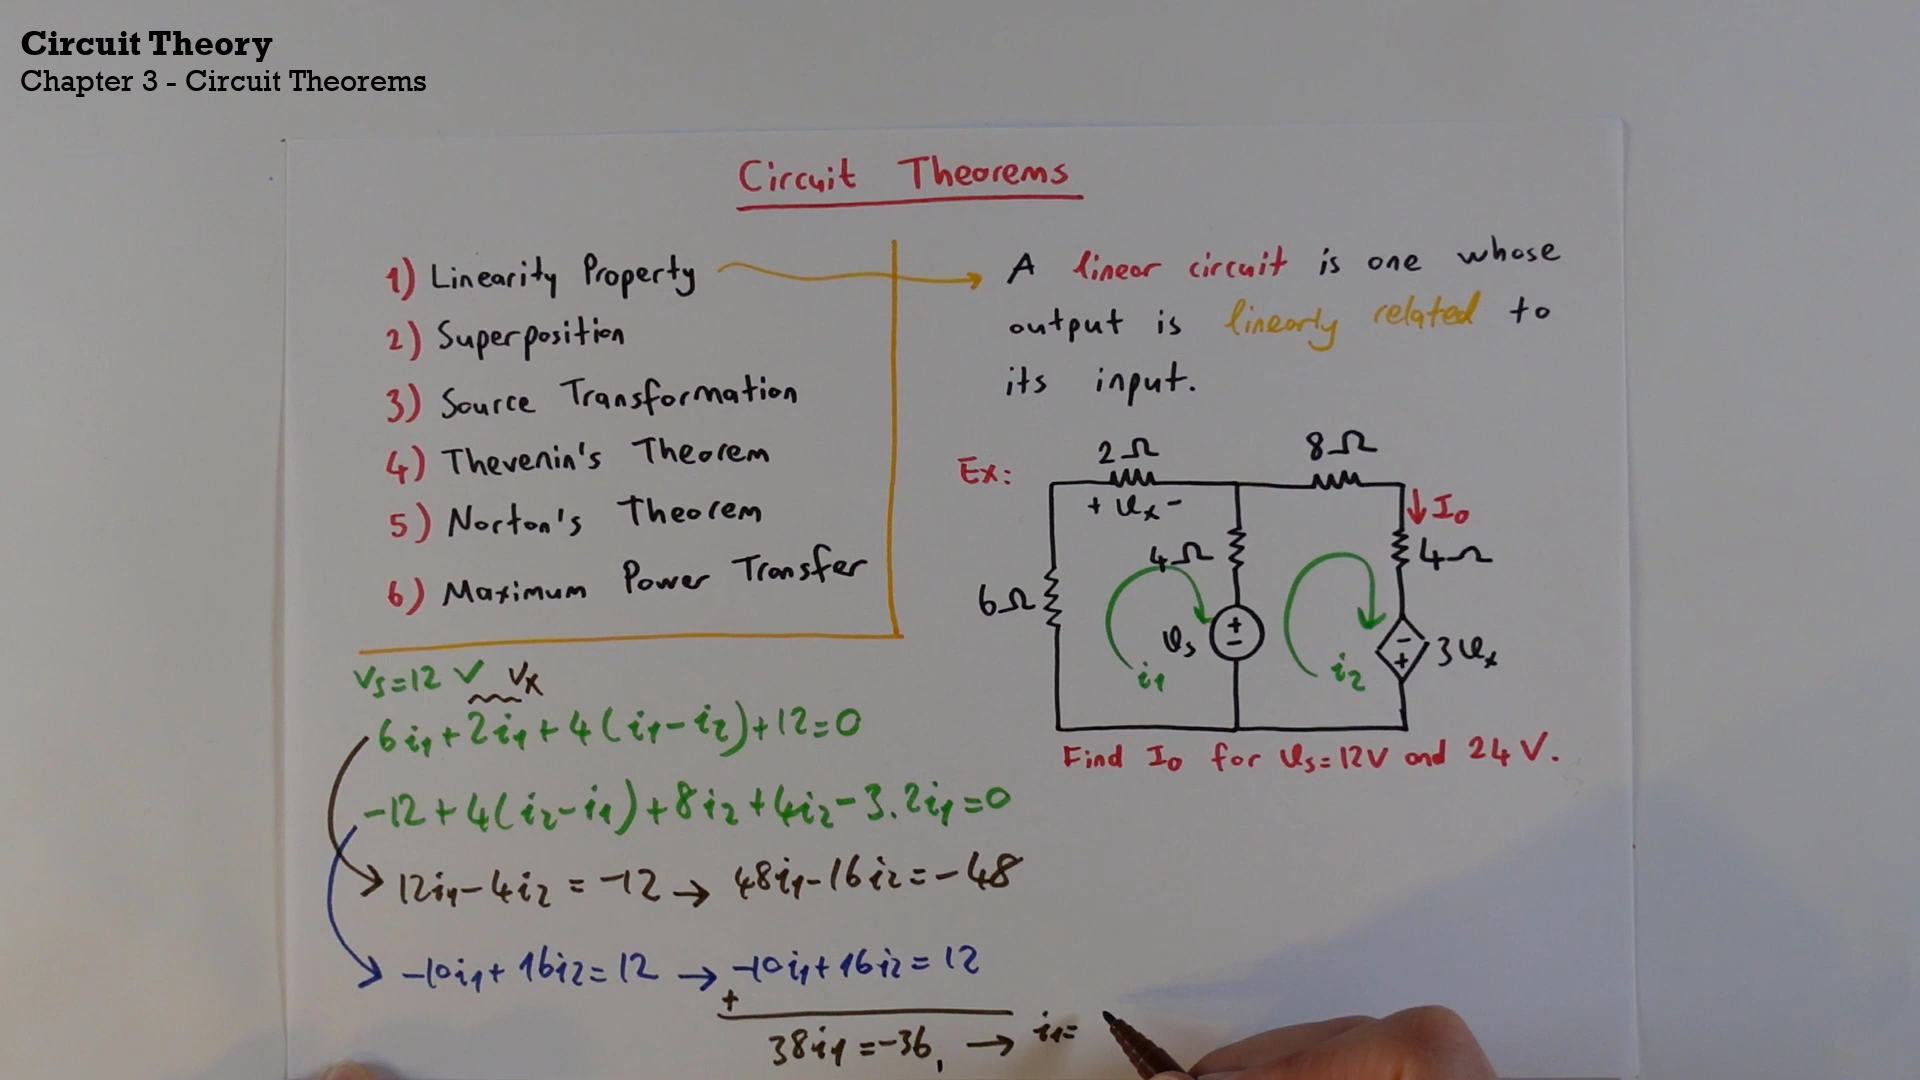 Circuit Theory
Chapter 3 - Circuit Theorems
Circuit Theorems
1) Linearity Property
2) Superposition
3) Source Transformation
4) Thevenin's Theorem
5) Norton's Theorem
6) Maximum Power Transfer
A linear circuit is one whose
output is linearly related to
its input.
Ex:
2Ω
8Ω
+ Vx -
I0
4Ω
4Ω
6Ω
+
-
Vs
-
+
3Vx
i1
i2
Find I0 for Vs=12V and 24V.
Vs=12 V
Vx
6i1+2i1+4(i1-i2)+12=0
-12+4(i2-i1)+8i2+4i2-3.2i1=0
12i1-4i2=-12 → 48i1-16i2=-48
-10i1+16i2=12 → -10i1+16i2=12
+
38i1=-36, → i1=